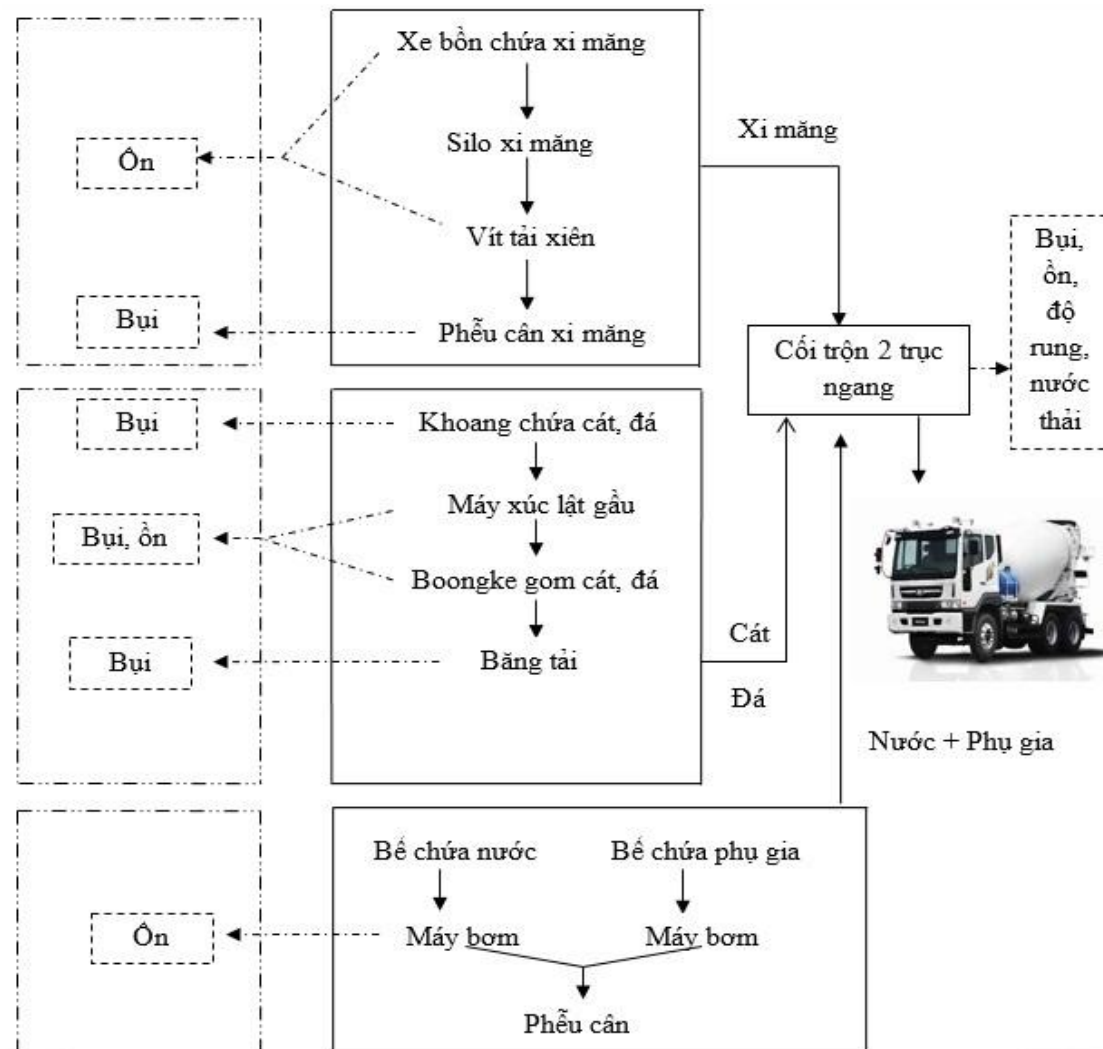 Xe bồn chứa xi măng
Xi măng
Silo xi măng
Ồn
Vít tải xiên
Bụi,
ồn,
độ
rung,
nước
thải
Bụi
Phễu cân xi măng
Cối trộn 2 trục
ngang
Bụi
Khoang chứa cát, đá
Máy xúc lật gầu
Bụi, ồn
Boongke gom cát, đá
Cát
Bụi
Băng tải
Đá
Nước + Phụ gia
Bể chứa nước
Bể chứa phụ gia
Ồn
Máy bơm
Máy bơm
Phễu cân